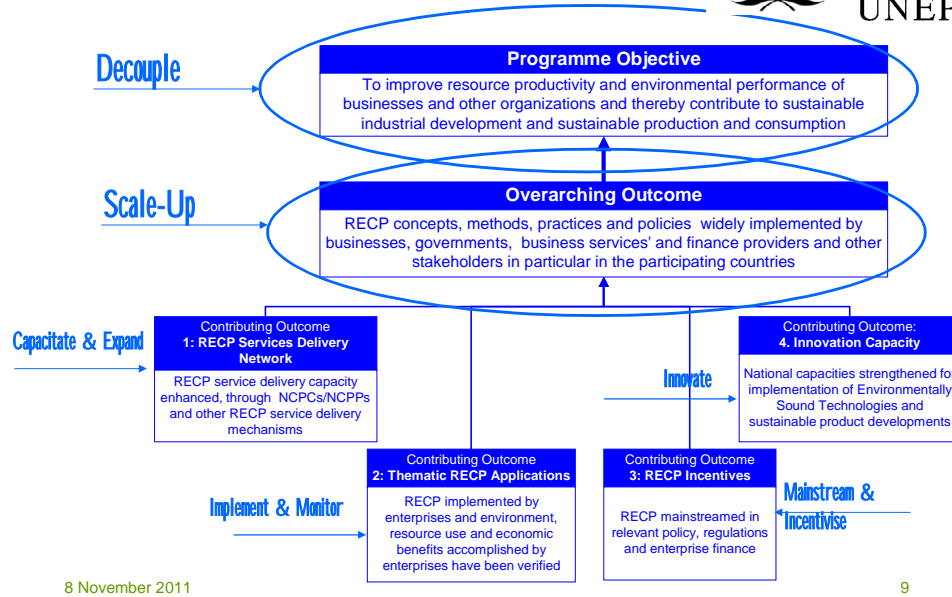 UNEP
Decouple
Programme Objective
To improve resource productivity and environmental performance of
businesses and other organizations and thereby contribute to sustainable
industrial development and sustainable production and consumption
Scale-Up
Overarching Outcome
RECP concepts, methods, practices and policies widely implemented by
businesses, governments, business services' and finance providers and other
stakeholders in particular in the participating countries
Capacitate & Expand
Contributing Outcome
1: RECP Services Delivery
Network
RECP service delivery capacity
enhanced, through NCPCs/NCPPs
and other RECP service delivery
mechanisms
Innovate
Contributing Outcome:
4. Innovation Capacity
National capacities strengthened for
implementation of Environmentally
Sound Technologies and
sustainable product developments
Implement & Monitor
Contributing Outcome
2: Thematic RECP Applications
RECP implemented by
enterprises and environment,
resource use and economic
benefits accomplished by
enterprises have been verified
Contributing Outcome
3: RECP Incentives
RECP mainstreamed in
relevant policy, regulations
and enterprise finance
Mainstream &
Incentivise
8 November 2011
9